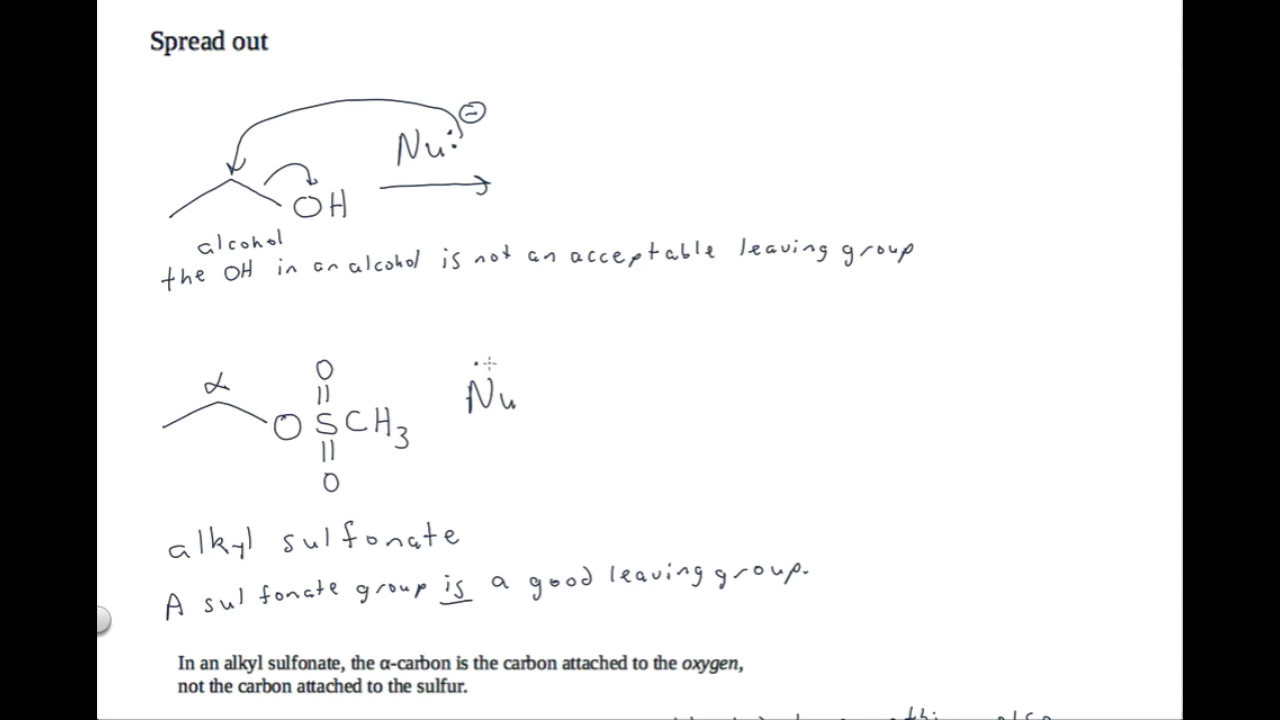 Spread out
Nu:⊖
OH
alcohol
the OH in an alcohol is not an acceptable leaving group
α
O
O S CH3
O
Nu
alkyl sulfonate
A sulfonate group is a good leaving group.
In an alkyl sulfonate, the α-carbon is the carbon attached to the oxygen,
not the carbon attached to the sulfur.